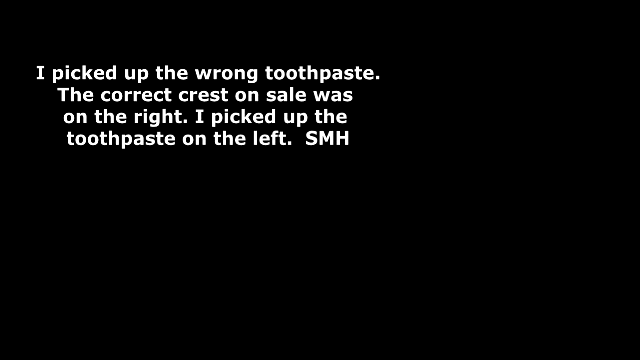 I picked up the wrong toothpaste.
The correct crest on sale was
on the right. I picked up the
toothpaste on the left.  SMH